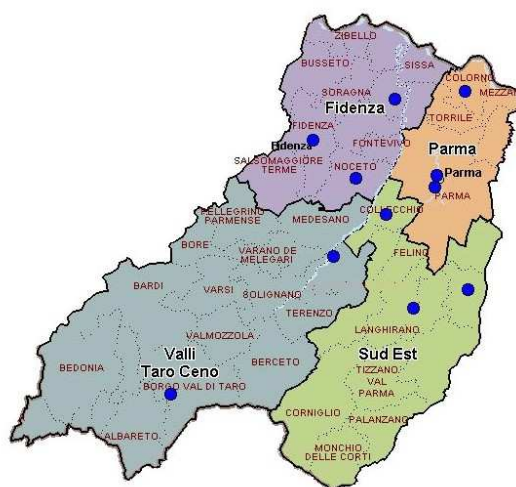 ZIBELLO
BUSSETO
SISSA
COLORNO
MEZZAN
SORAGNA
Fidenza
TORRILE
FIDENZA
Fidenza
FONTEVIVO
Parma
SALSOMAGGIORE
TERME
NOCETO
Parma
PARMA
PELLEGRINO
PARMENSE
MEDESANO
COLLECCHIO
BORE
VARANO DE
MELEGARI
FELINO
BARDI
VARSI
SOLIGNANO
TERENZO
LANGHIRANO
VALMOZZOLA
Valli
Taro Ceno
BERCETO
Sud Est
BEDONIA
TIZZANO
VAL
PARMA
BORGO VAL DI TARO
CORNIGLIO
PALANZANO
ALBARETO
MONCHIO
DELLE CORTI